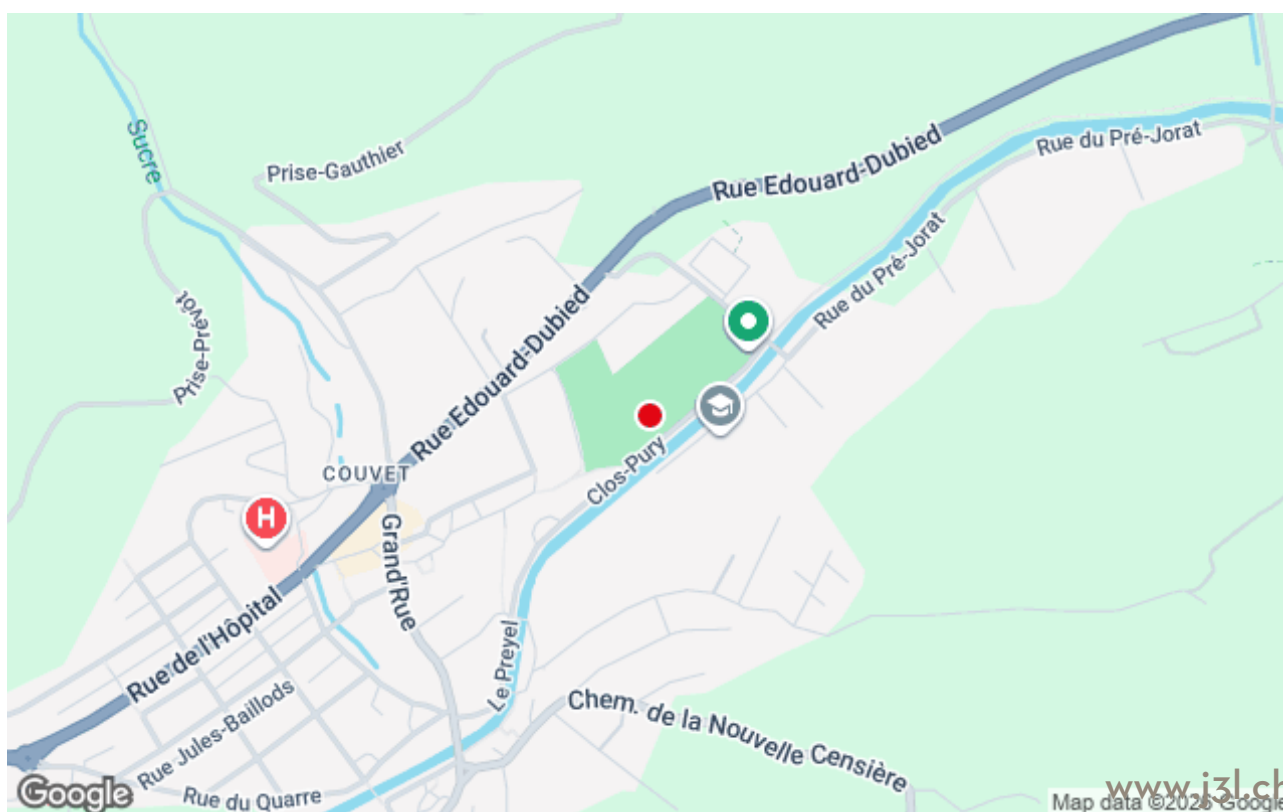 Sucre
Prise-Gauthier
Rue Edouard-Dubied
Rue du Pré-Jorat
Rue du Pré-Jorat
Prise-Prévôt
Rue Edouard-Dubied
COUVET
Clos-Pury
H
Grand'Rue
Rue de l'Hôpital
Le Preyel
Rue Jules-Baillods
Chem. de la Nouvelle Censière
Rue du Quarre
Google
www.j3l.ch
Map data Google